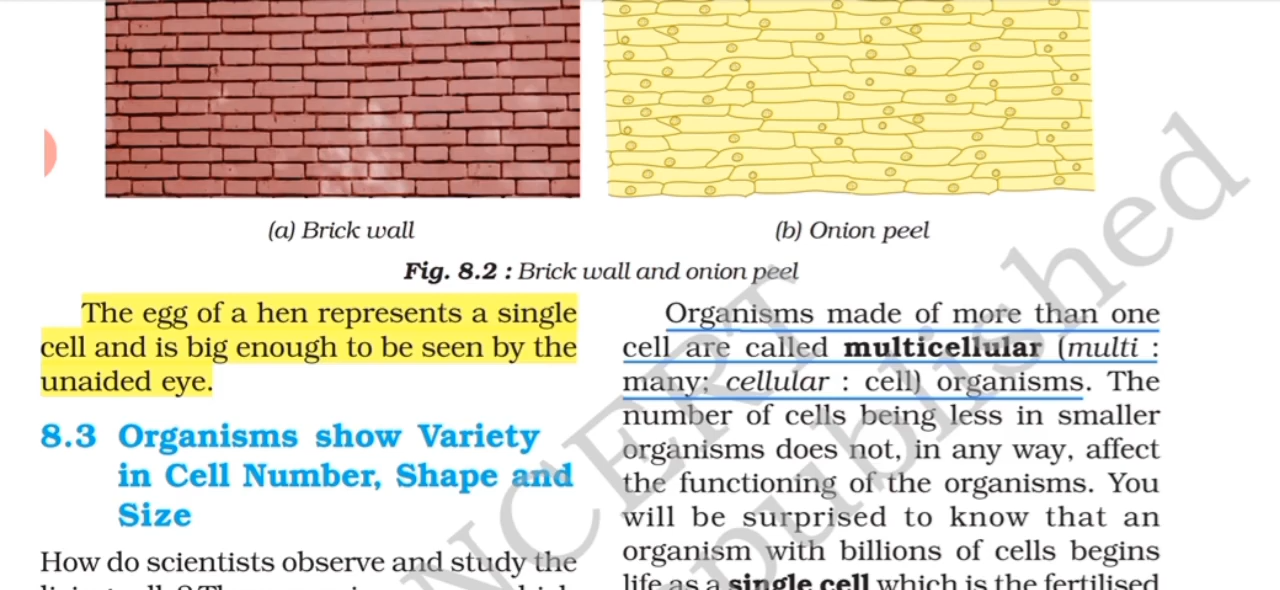 (a) Brick wall
(b) Onion peel
Fig. 8.2 : Brick wall and onion peel
The egg of a hen represents a single
cell and is big enough to be seen by the
unaided eye.
8.3 Organisms show Variety
in Cell Number, Shape and
Size
How do scientists observe and study the
Organisms made of more than one
cell are called multicellular (multi :
many; cellular : cell) organisms. The
number of cells being less in smaller
organisms does not, in any way, affect
the functioning of the organisms. You
will be surprised to know that an
organism with billions of cells begins
life as a single cell which is the fertilised
NCERT
published